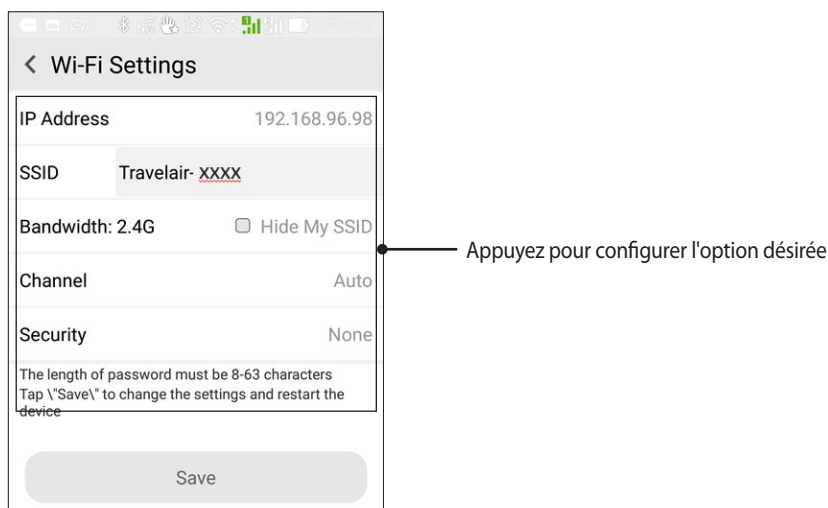 Wi-Fi Settings
IP Address 192.168.96.98
SSID Travelair- XXXX
Bandwidth: 2.4G Hide My SSID
Channel Auto
Security None
The length of password must be 8-63 characters
Tap \"Save\" to change the settings and restart the
device
Save
Appuyez pour configurer l'option désirée